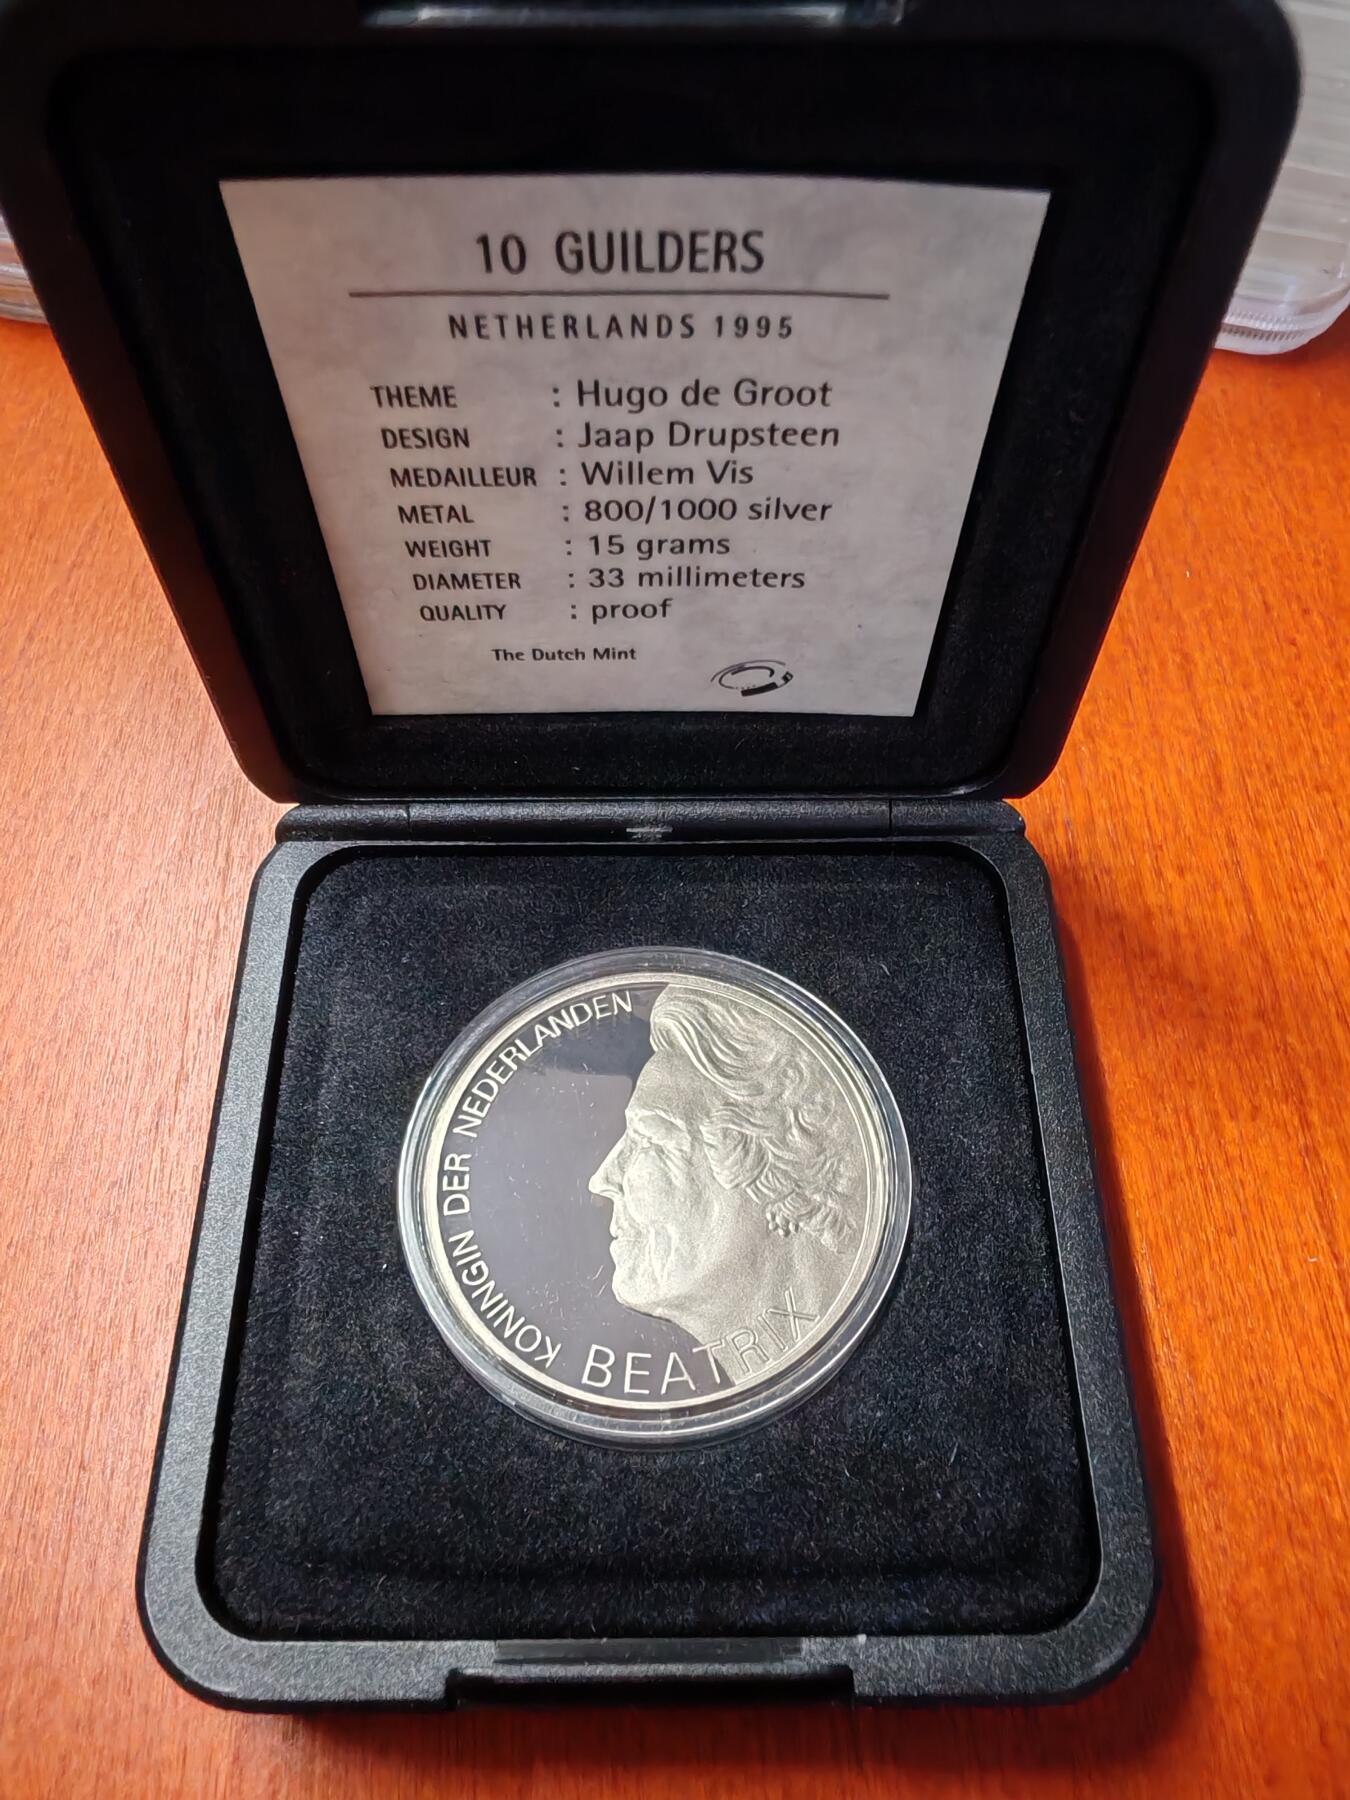 10 GUILDERS
NETHERLANDS 1995
THEME : Hugo de Groot
DESIGN : Jaap Drupsteen
MEDAILLEUR : Willem Vis
METAL : 800/1000 silver
WEIGHT : 15 grams
DIAMETER : 33 millimeters
QUALITY : proof
The Dutch Mint
KONINGIN DER NEDERLANDEN
BEATRIX